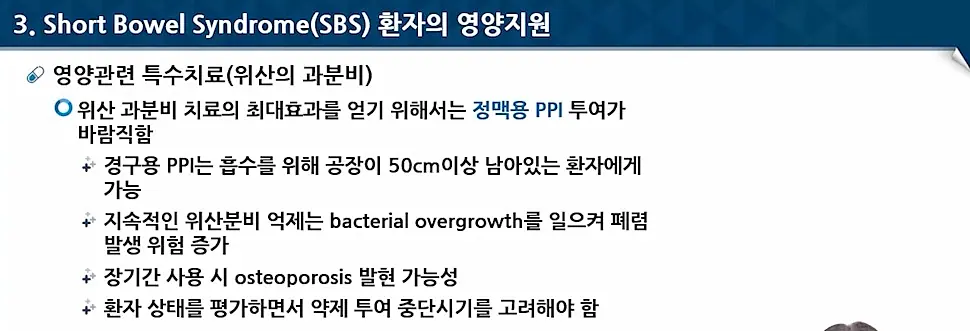 3. Short Bowel Syndrome(SBS) 환자의 영양지원
영양관련 특수치료(위산의 과분비)
위산 과분비 치료의 최대효과를 얻기 위해서는 정맥용 PPI 투여가
바람직함
경구용 PPI는 흡수를 위해 공장이 50cm이상 남아있는 환자에게
가능
지속적인 위산분비 억제는 bacterial overgrowth를 일으켜 폐렴
발생 위험 증가
장기간 사용 시 osteoporosis 발현 가능성
환자 상태를 평가하면서 약제 투여 중단시기를 고려해야 함